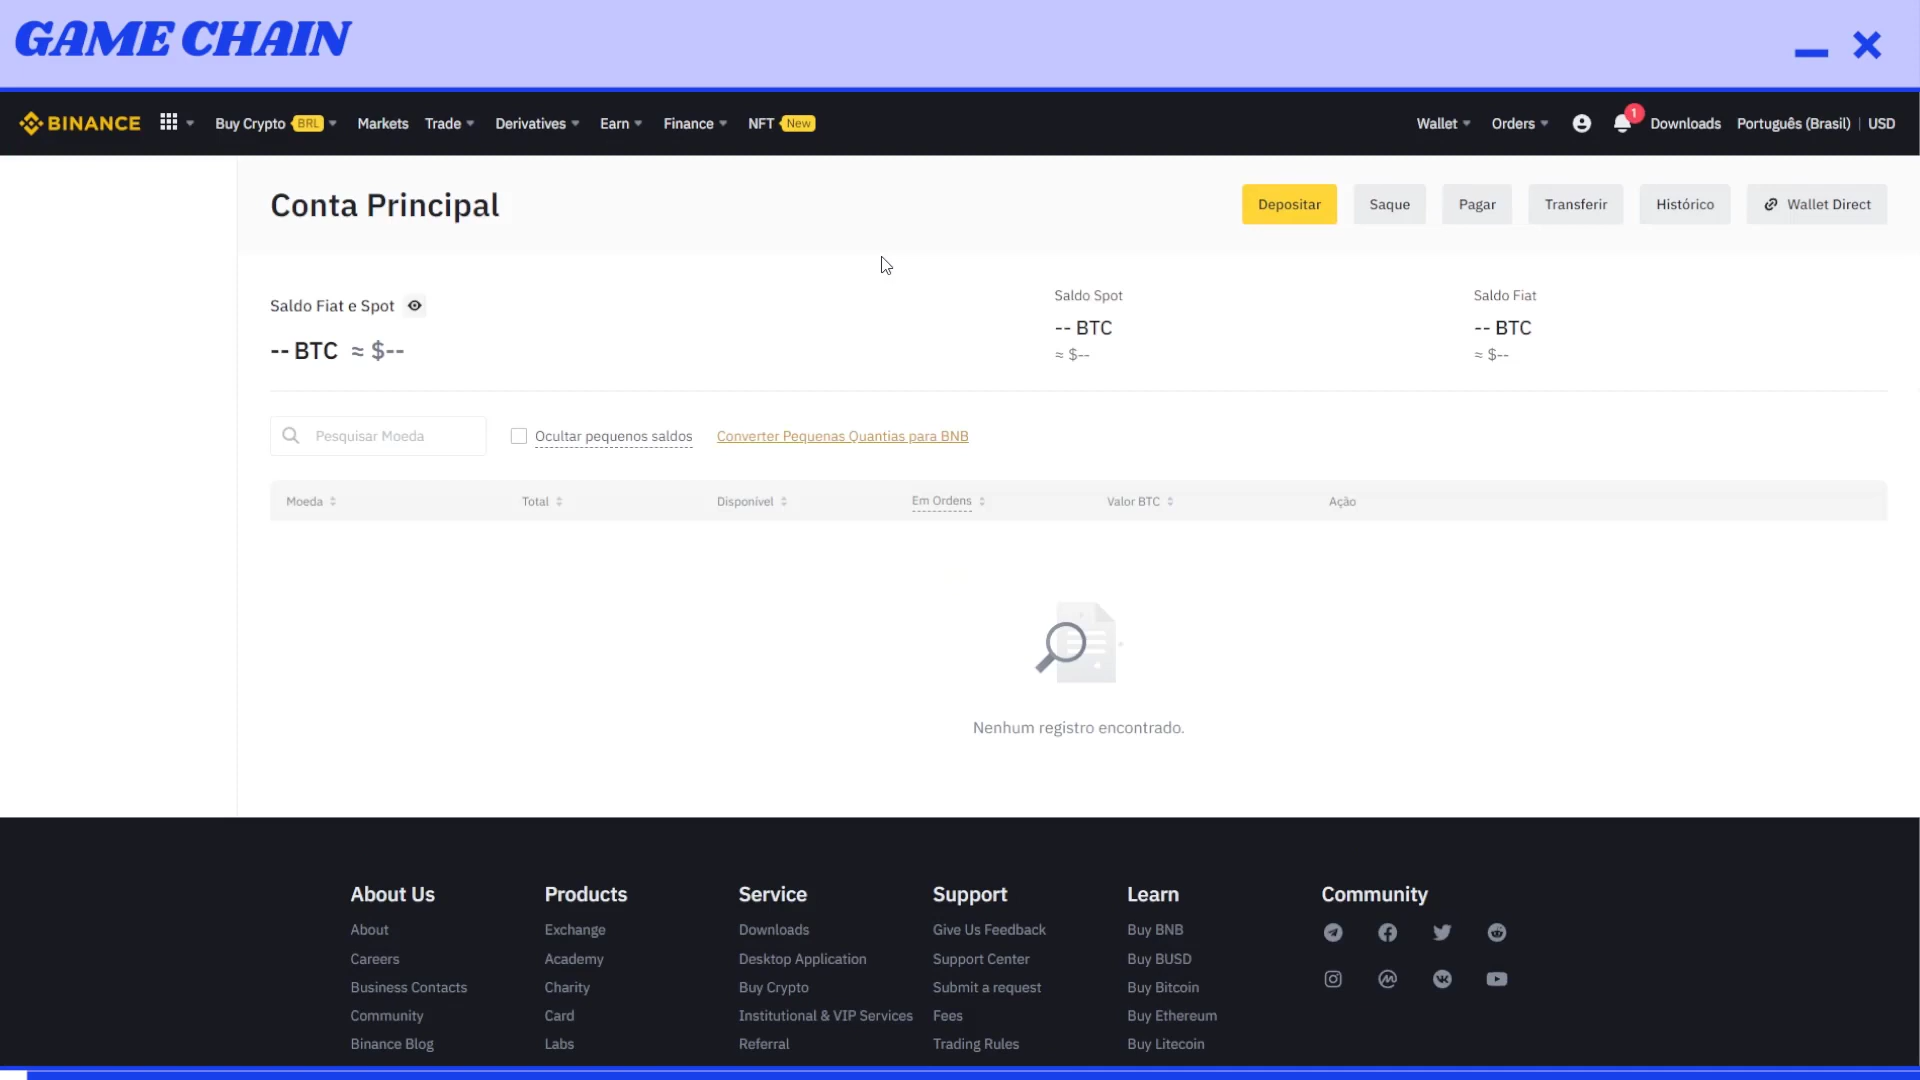 GAME CHAIN
BINANCE
Buy Crypto BRL
Markets
Trade
Derivatives
Earn
Finance
NFT New
Wallet
Orders
1
Downloads
Português (Brasil) | USD
Conta Principal
Depositar
Saque
Pagar
Transferir
Histórico
Wallet Direct
Saldo Fiat e Spot
-- BTC ≈ $--
Saldo Spot
-- BTC
≈ $--
Saldo Fiat
-- BTC
≈ $--
Pesquisar Moeda
Ocultar pequenos saldos
Converter Pequenas Quantias para BNB
Moeda
Total
Disponível
Em Ordens
Valor BTC
Ação
Nenhum registro encontrado.
About Us
About
Careers
Business Contacts
Community
Binance Blog
Products
Exchange
Academy
Charity
Card
Labs
Service
Downloads
Desktop Application
Buy Crypto
Institutional & VIP Services
Referral
Support
Give Us Feedback
Support Center
Submit a request
Fees
Trading Rules
Learn
Buy BNB
Buy BUSD
Buy Bitcoin
Buy Ethereum
Buy Litecoin
Community